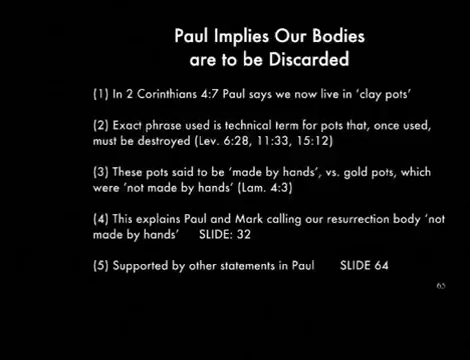 Paul Implies Our Bodies
are to be Discarded
(1) In 2 Corinthians 4:7 Paul says we now live in 'clay pots'
(2) Exact phrase used is technical term for pots that, once used,
must be destroyed (Lev. 6:28, 11:33, 15:12)
(3) These pots said to be 'made by hands', vs. gold pots, which
were 'not made by hands' (Lam. 4:3)
(4) This explains Paul and Mark calling our resurrection body 'not
made by hands' SLIDE: 32
(5) Supported by other statements in Paul SLIDE 64